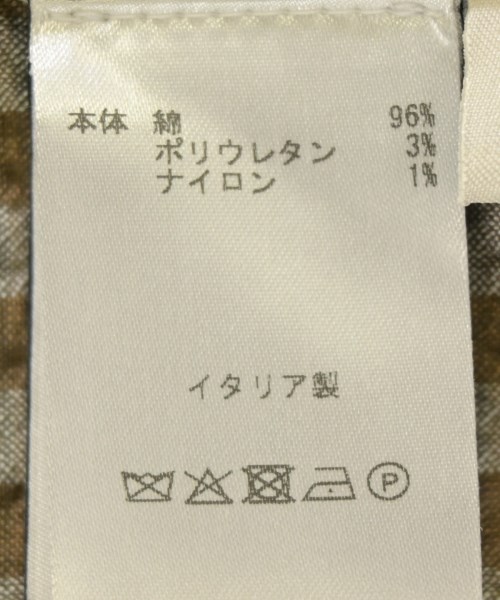 本体 綿 96%
ポリウレタン 3%
ナイロン 1%
イタリア製
P